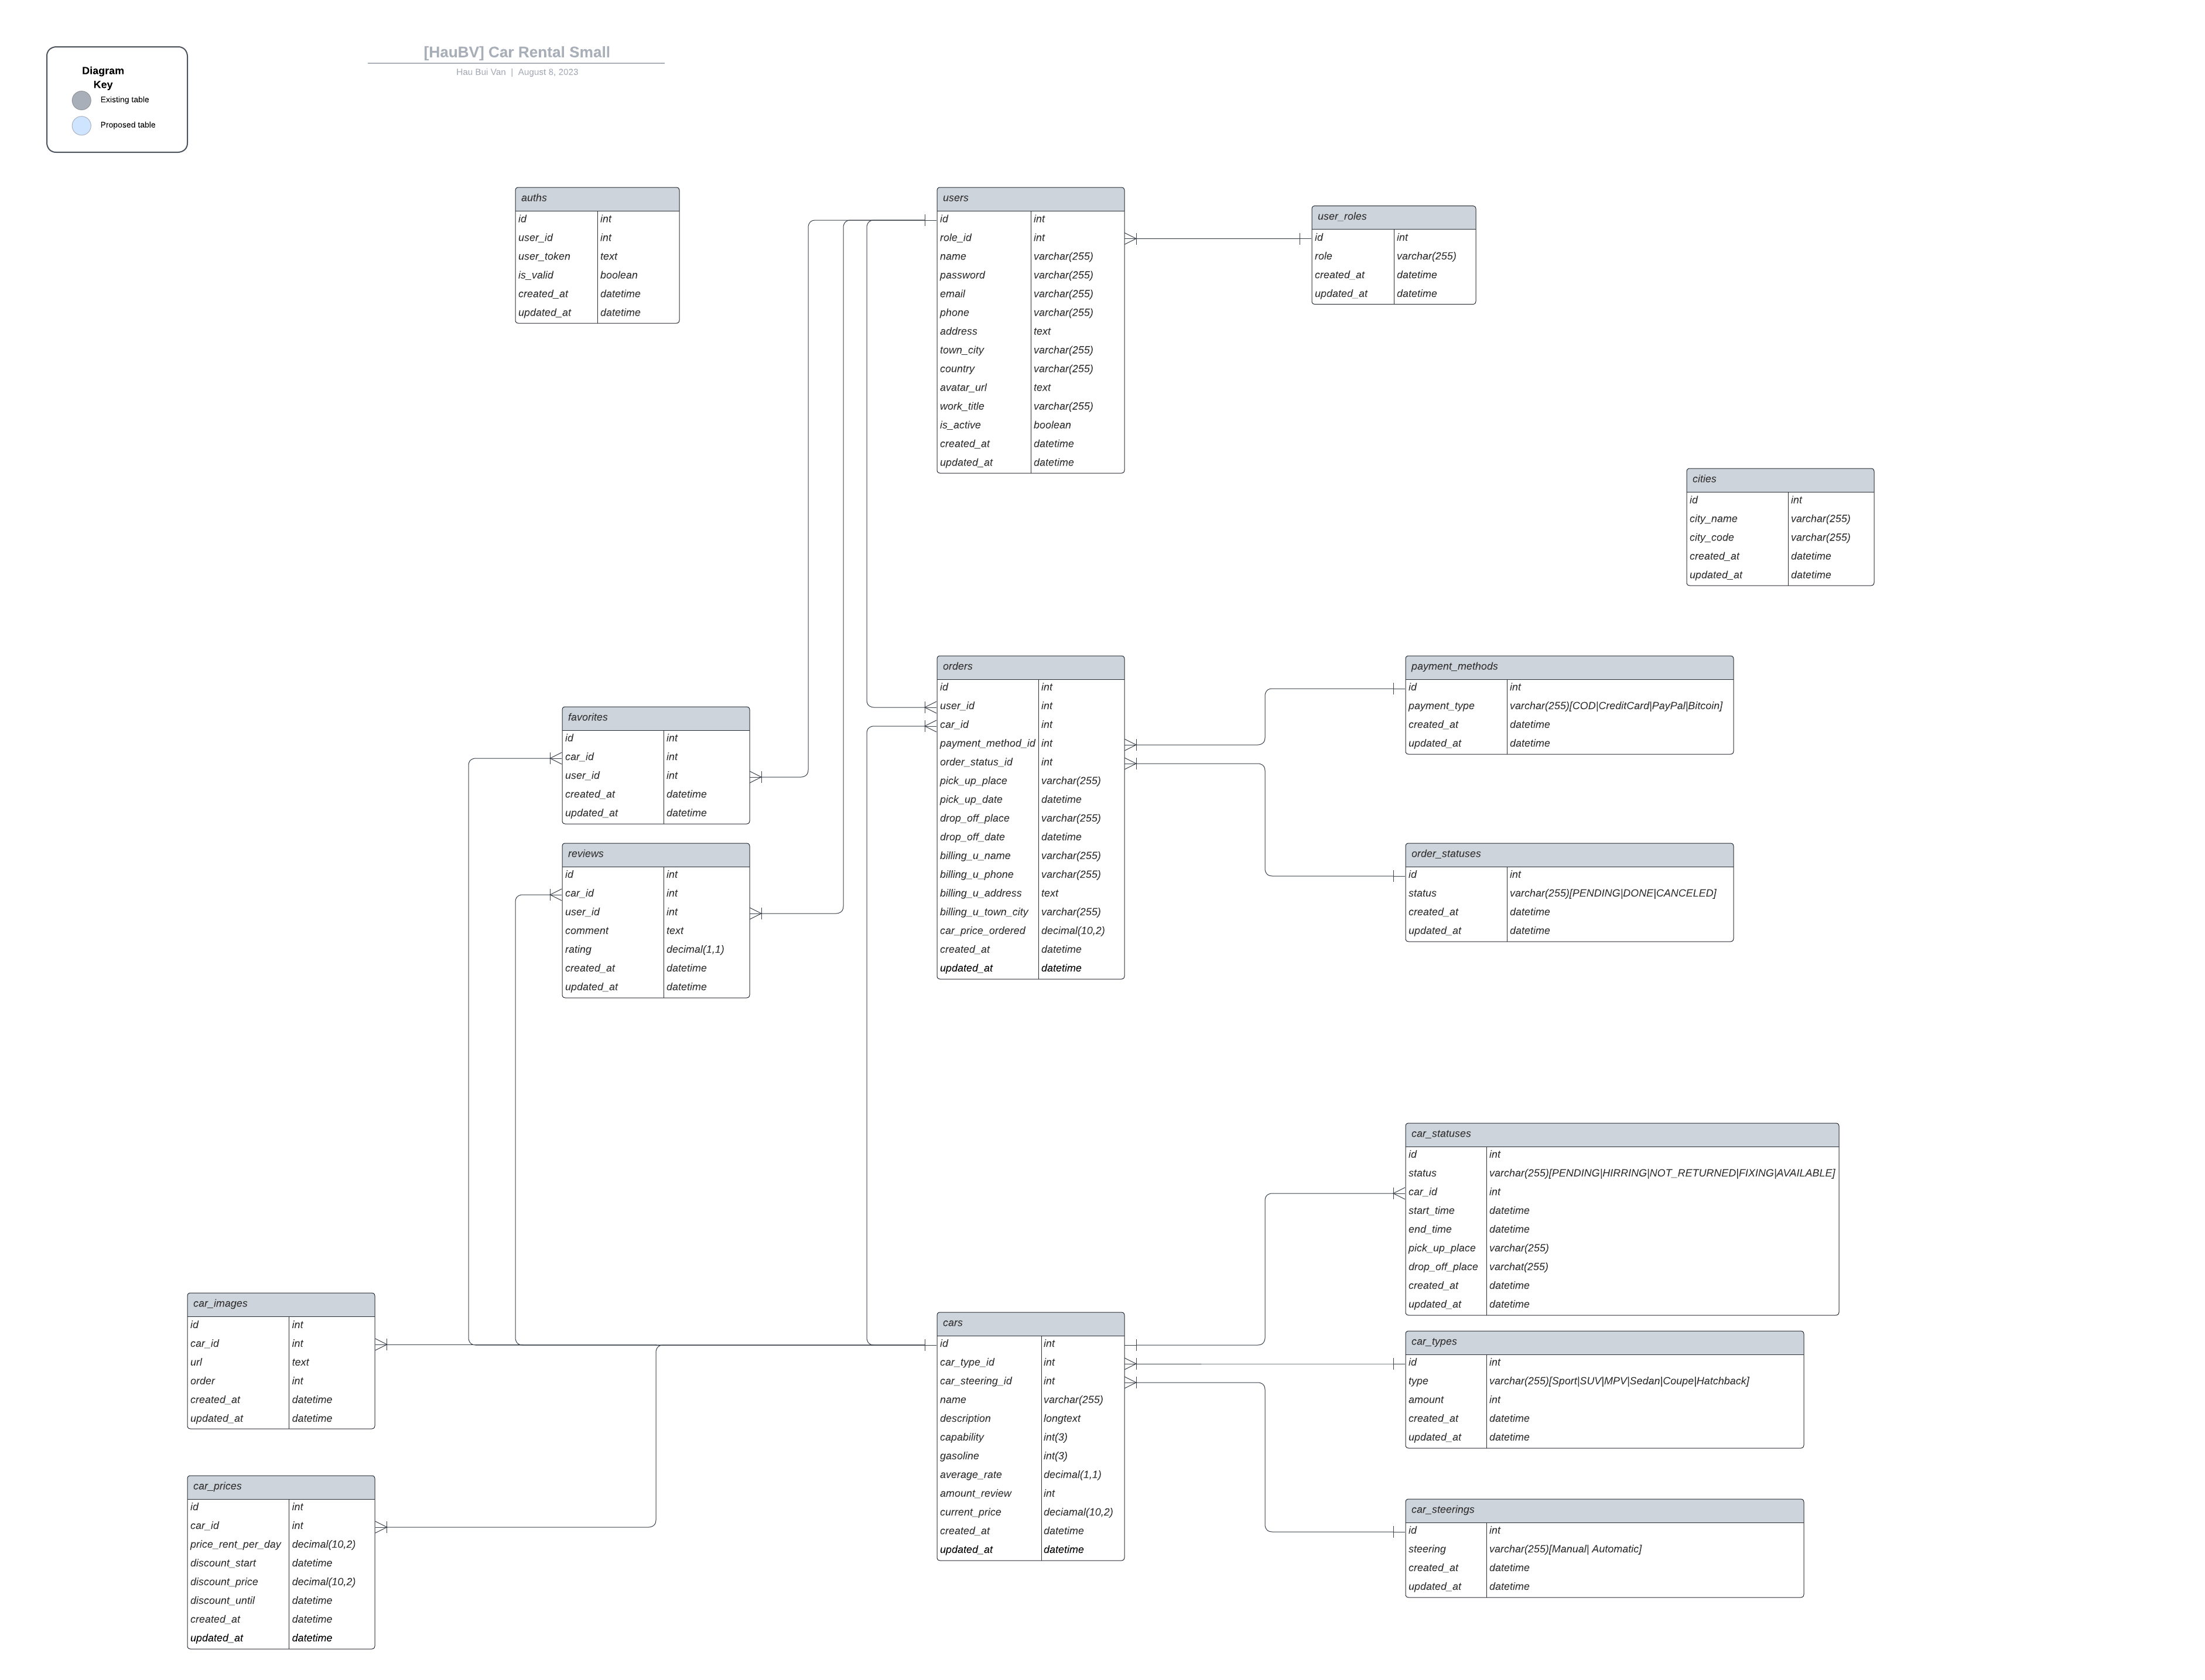 [HauBV] Car Rental Small
Hau Bui Van | August 6, 2023
Diagram
Key
Existing table
Proposed table
auths
id int
user_id int
user_token text
is_valid boolean
created_at datetime
updated_at datetime
users
id int
role_id int
name varchar(255)
password varchar(255)
email varchar(255)
phone varchar(255)
address text
town_city varchar(255)
country varchar(255)
avatar_url text
work_title varchar(255)
is_active boolean
created_at datetime
updated_at datetime
user_roles
id int
role varchar(255)
created_at datetime
updated_at datetime
cities
id int
city_name varchar(255)
city_code varchar(255)
created_at datetime
updated_at datetime
favorites
id int
car_id int
user_id int
created_at datetime
updated_at datetime
reviews
id int
car_id int
user_id int
comment text
rating decimal(1,1)
created_at datetime
updated_at datetime
orders
id int
user_id int
car_id int
payment_method_id int
order_status_id int
pick_up_place varchar(255)
pick_up_date datetime
drop_off_place varchar(255)
drop_off_date datetime
billing_u_name varchar(255)
billing_u_phone varchar(255)
billing_u_address text
billing_u_town_city varchar(255)
car_price_ordered decimal(10,2)
created_at datetime
updated_at datetime
payment_methods
id int
payment_type varchar(255)[COD|CreditCard|PayPal|Bitcoin]
created_at datetime
updated_at datetime
order_statuses
id int
status varchar(255)[PENDING|DONE|CANCELED]
created_at datetime
updated_at datetime
car_statuses
id int
status varchar(255)[PENDING|HIRRING|NOT_RETURNED|FIXING|AVAILABLE]
car_id int
start_time datetime
end_time datetime
pick_up_place varchar(255)
drop_off_place varchat(255)
created_at datetime
updated_at datetime
car_images
id int
car_id int
url text
order int
created_at datetime
updated_at datetime
cars
id int
car_type_id int
car_steering_id int
name varchar(255)
description longtext
capability int(3)
gasoline int(3)
average_rate decimal(1,1)
amount_review int
current_price deciamal(10,2)
created_at datetime
updated_at datetime
car_types
id int
type varchar(255)[Sport|SUV|MPV|Sedan|Coupe|Hatchback]
amount int
created_at datetime
updated_at datetime
car_prices
id int
car_id int
price_rent_per_day decimal(10,2)
discount_start datetime
discount_price decimal(10,2)
discount_until datetime
created_at datetime
updated_at datetime
car_steerings
id int
steering varchar(255)[Manual| Automatic]
created_at datetime
updated_at datetime